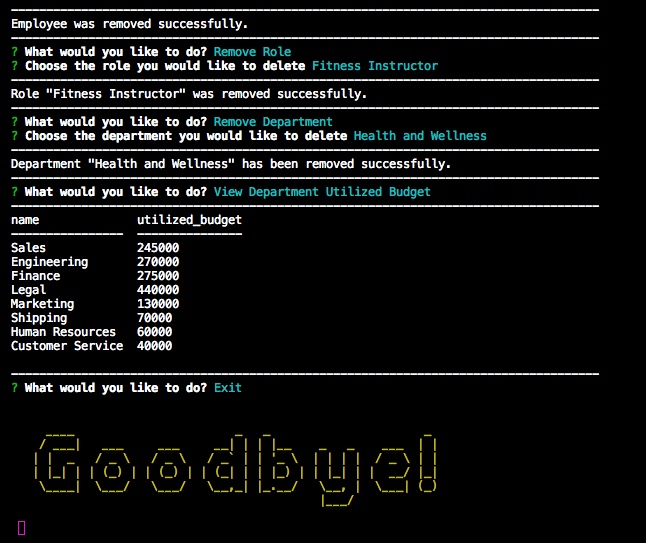 Employee was removed successfully.
? What would you like to do? Remove Role
? Choose the role you would like to delete Fitness Instructor
Role "Fitness Instructor" was removed successfully.
? What would you like to do? Remove Department
? Choose the department you would like to delete Health and Wellness
Department "Health and Wellness" has been removed successfully.
? What would you like to do? View Department Utilized Budget
name utilized_budget
Sales 245000
Engineering 270000
Finance 275000
Legal 440000
Marketing 130000
Shipping 70000
Human Resources 60000
Customer Service 40000
? What would you like to do? Exit
Goodbye!